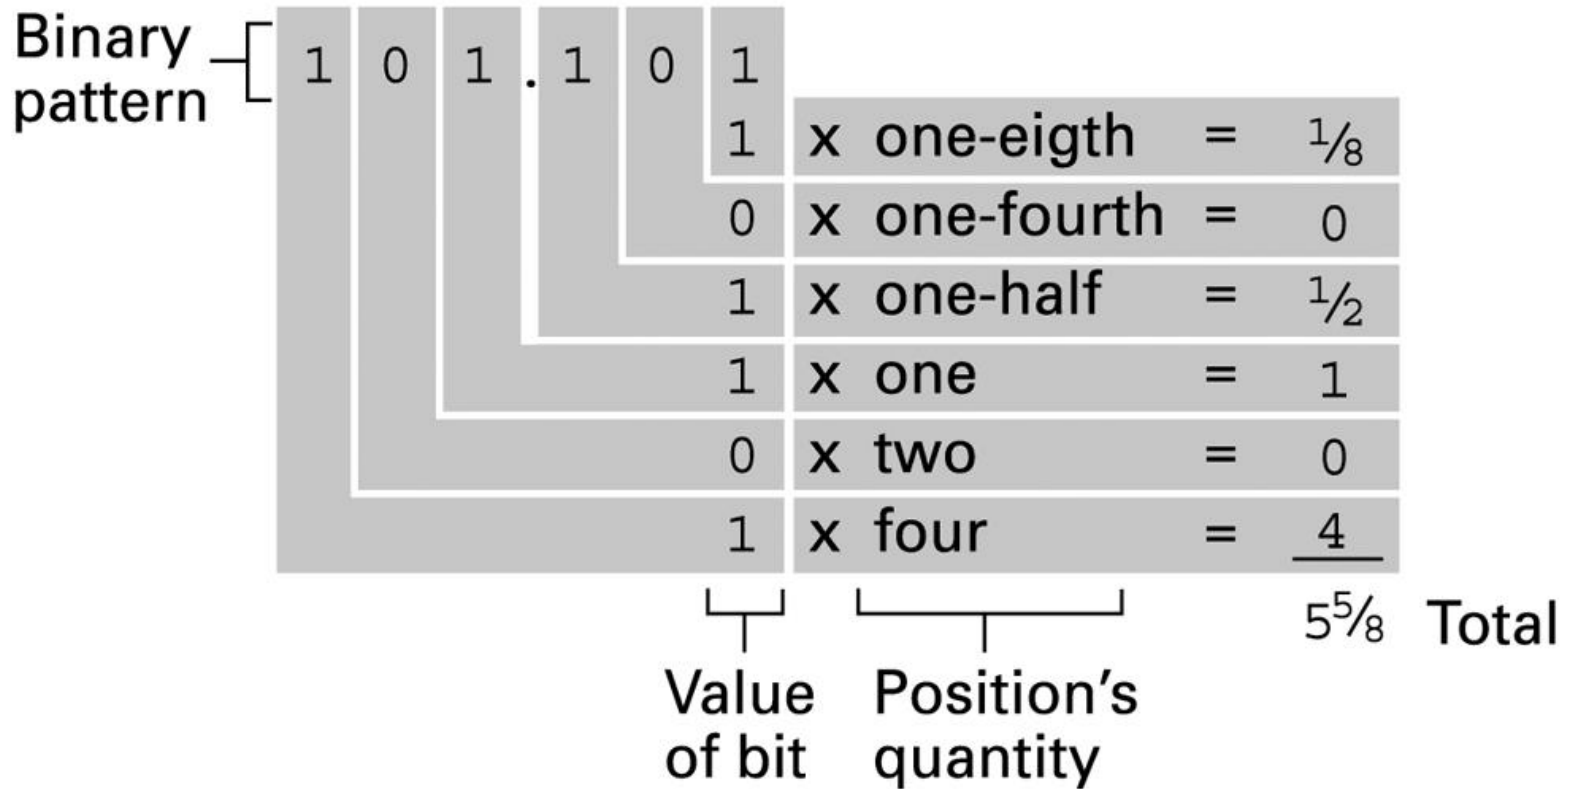 Binary
pattern
1 0 1 . 1 0 1
1 x one-eigth = 1/8
0 x one-fourth = 0
1 x one-half = 1/2
1 x one = 1
0 x two = 0
1 x four = 4
5 5/8 Total
Value
of bit
Position's
quantity